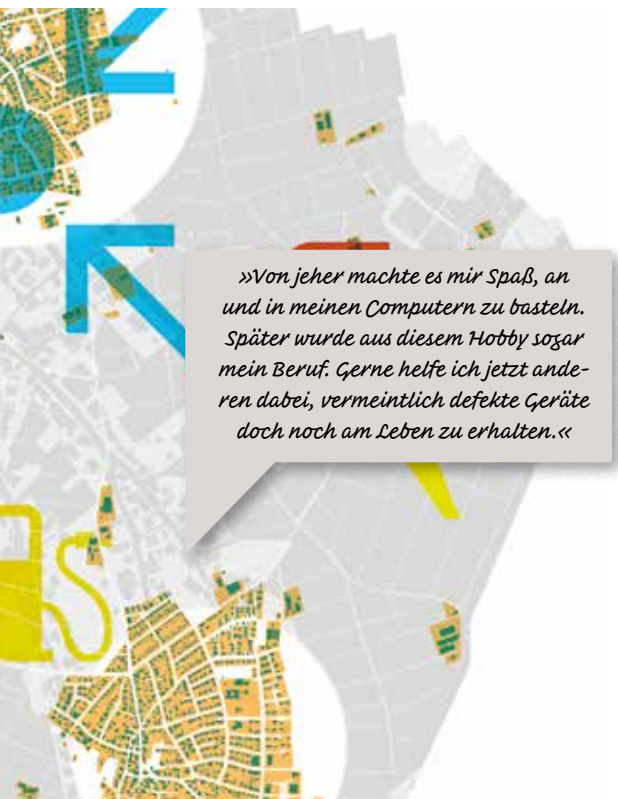 »Von jeher machte es mir Spaß, an
und in meinen Computern zu basteln.
Später wurde aus diesem Hobby sogar
mein Beruf. Gerne helfe ich jetzt ande-
ren dabei, vermeintlich defekte Geräte
doch noch am Leben zu erhalten.«